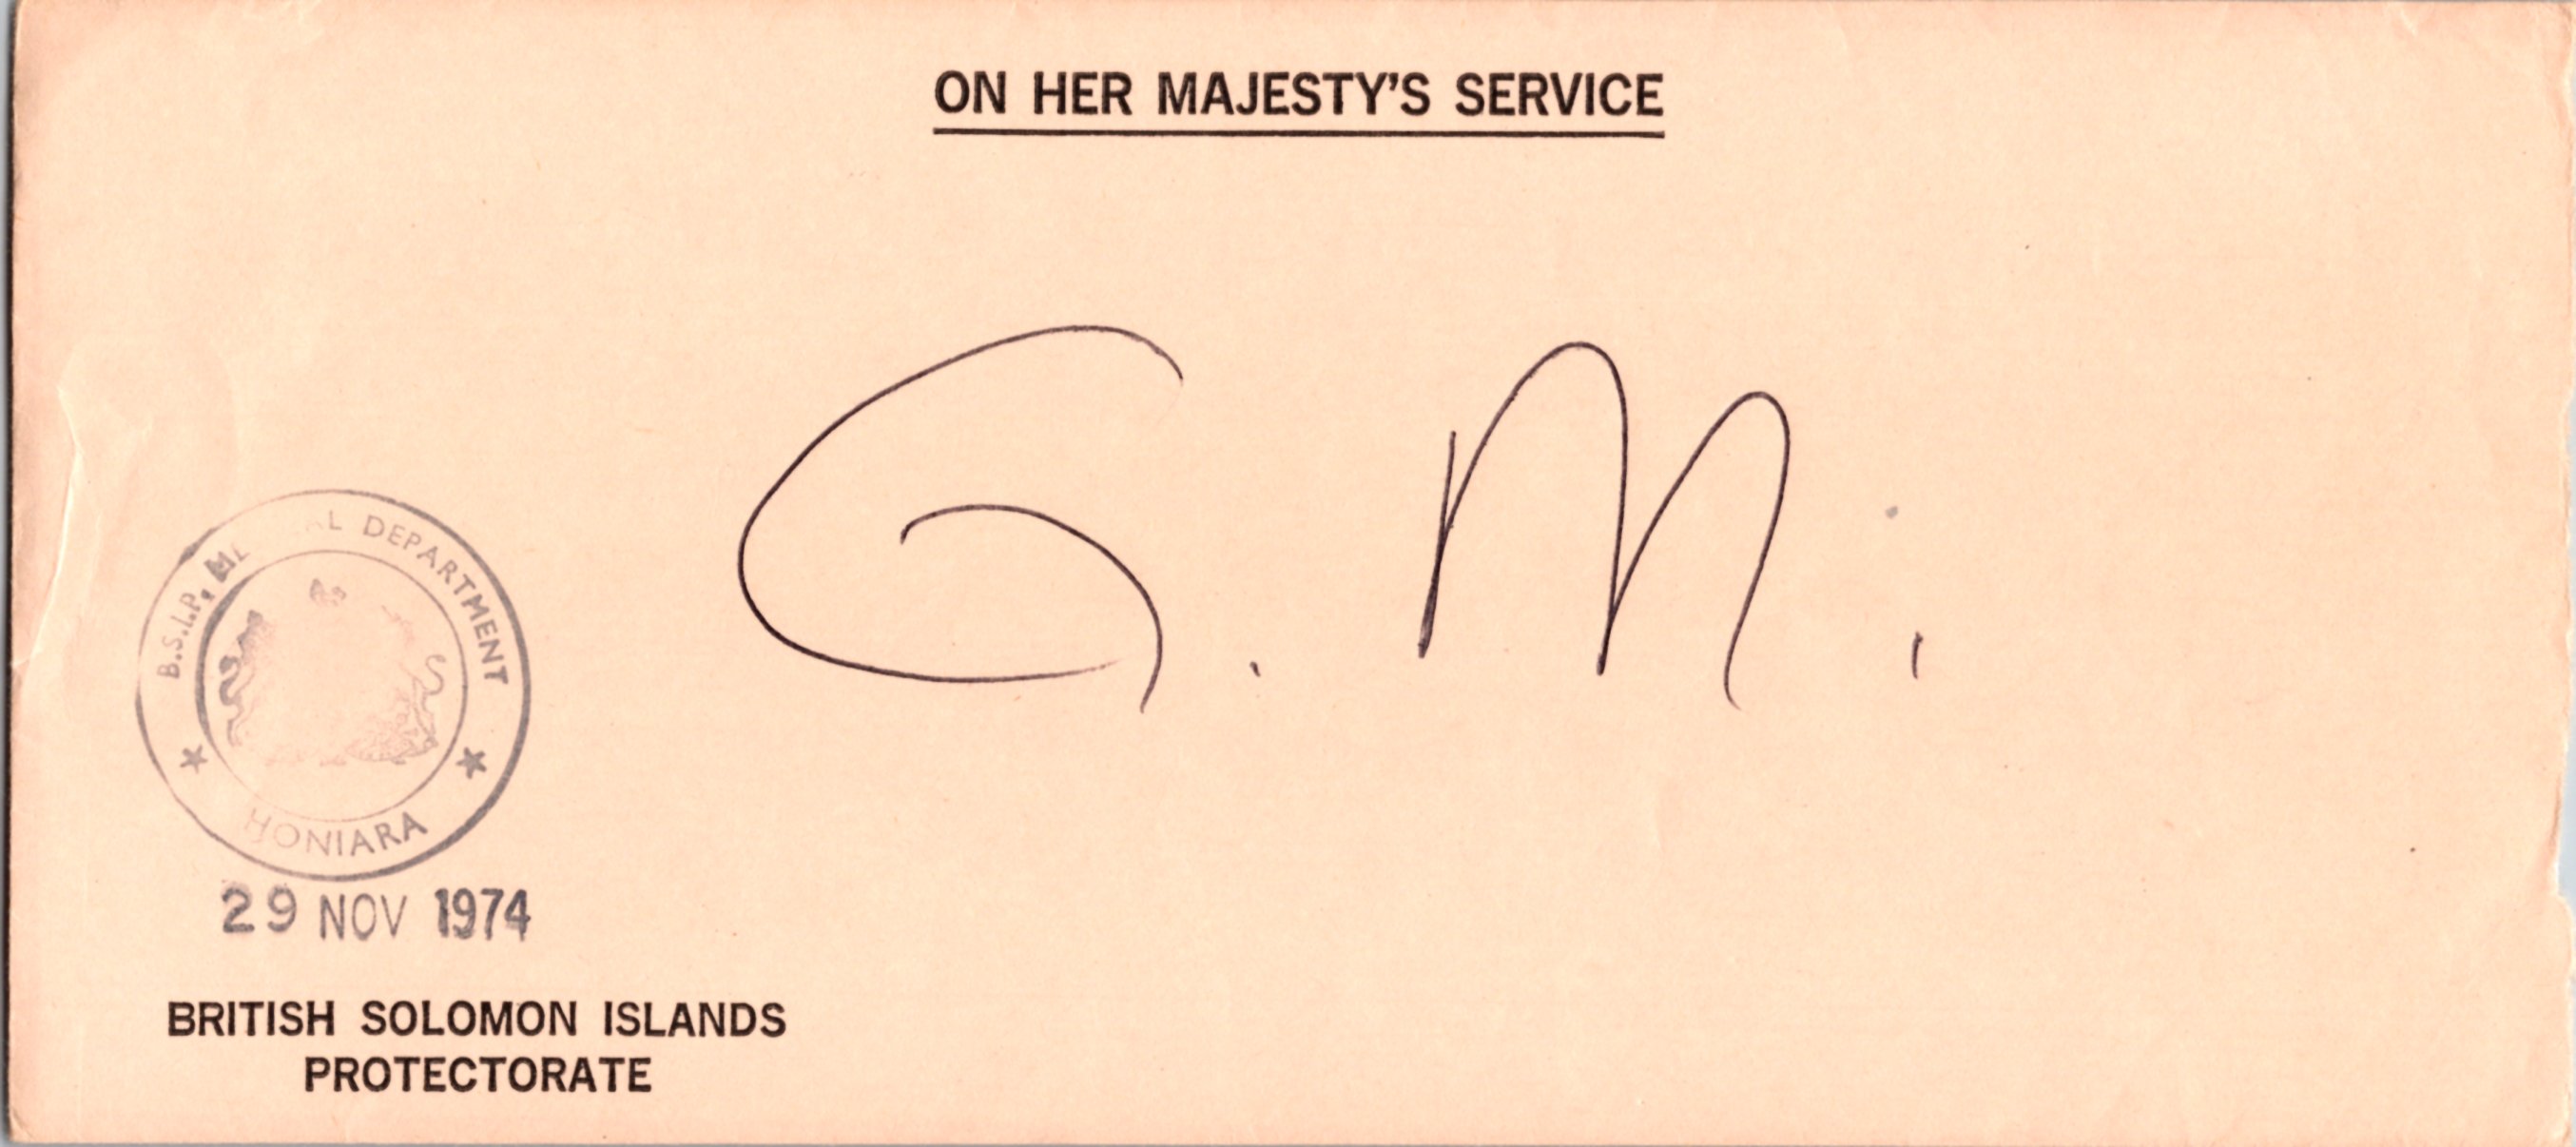 ON HER MAJESTY'S SERVICE
G. M.
B.S.I.P. DEPARTMENT
HONIARA
29 NOV 1974
BRITISH SOLOMON ISLANDS
PROTECTORATE